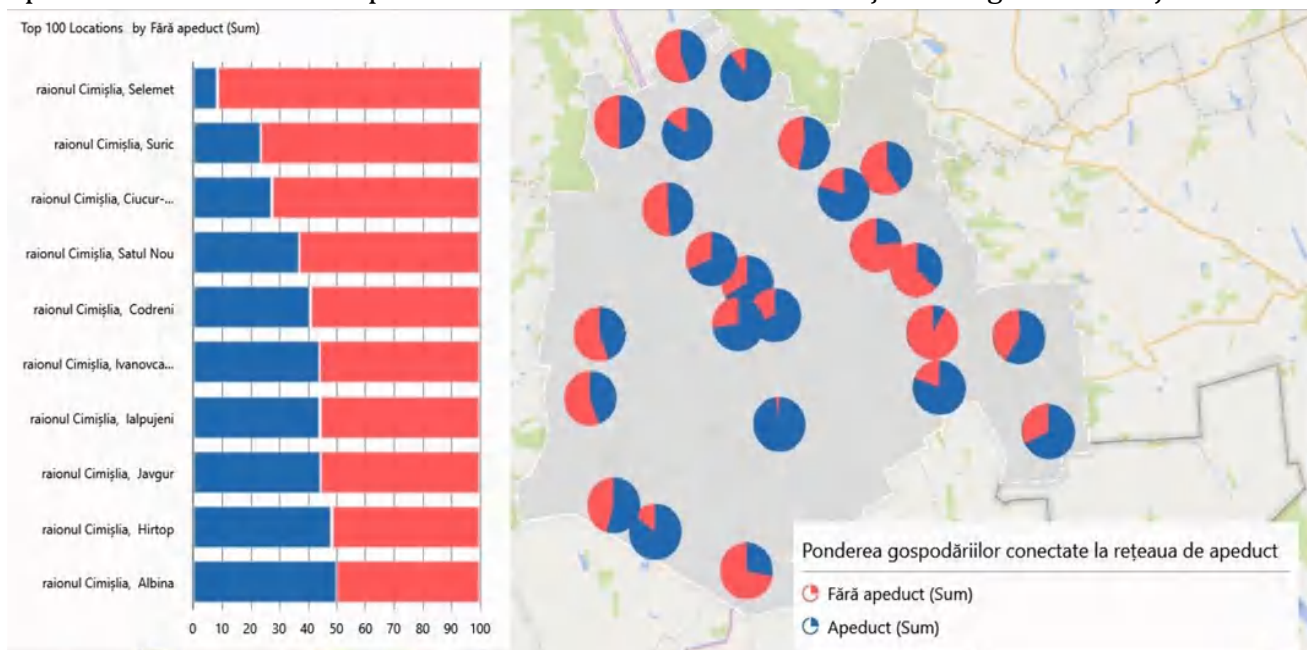 Top 100 Locations by Fără apeduct (Sum)
raionul Cimișlia, Selemet
raionul Cimișlia, Suric
raionul Cimișlia, Ciucur-...
raionul Cimișlia, Satul Nou
raionul Cimișlia, Codreni
raionul Cimișlia, Ivanovca...
raionul Cimișlia, Ialpujeni
raionul Cimișlia, Javgur
raionul Cimișlia, Hirtop
raionul Cimișlia, Albina
0 10 20 30 40 50 60 70 80 90 100
Ponderea gospodăriilor conectate la rețeaua de apeduct
Fără apeduct (Sum)
Apeduct (Sum)